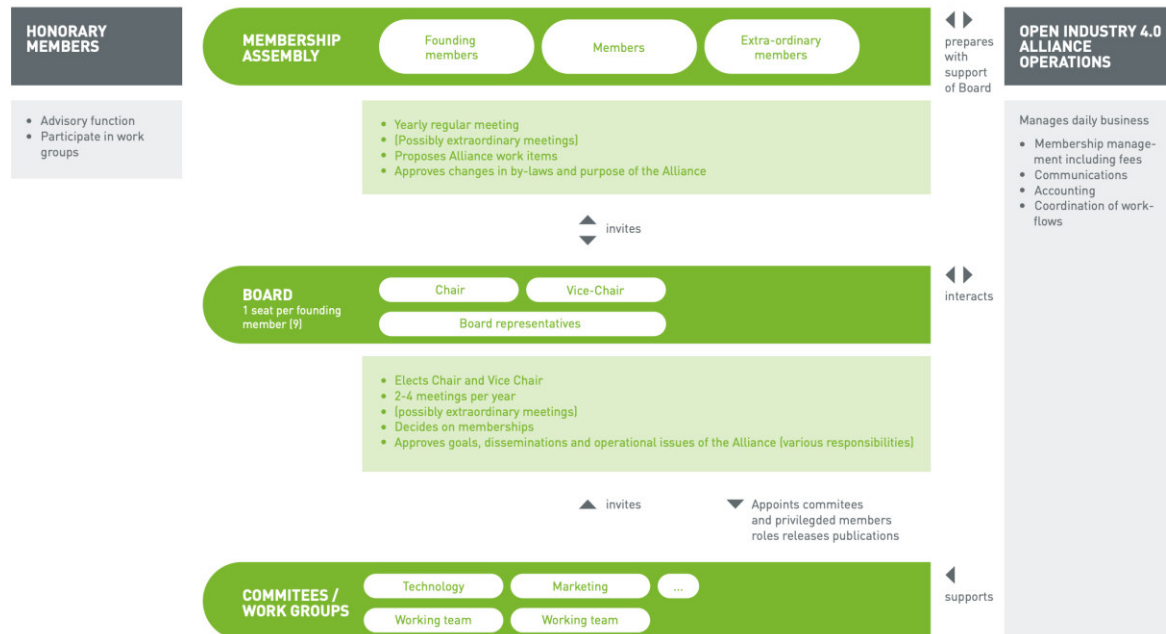 HONORARY
MEMBERS
• Advisory function
• Participate in work
groups
MEMBERSHIP
ASSEMBLY
Founding
members
Members
Extra-ordinary
members
• Yearly regular meeting
• (Possibly extraordinary meetings)
• Proposes Alliance work items
• Approves changes in by-laws and purpose of the Alliance
invites
BOARD
1 seat per founding
member (9)
Chair
Vice-Chair
Board representatives
• Elects Chair and Vice Chair
• 2-4 meetings per year
• (possibly extraordinary meetings)
• Decides on memberships
• Approves goals, disseminations and operational issues of the Alliance (various responsibilities)
invites
Appoints commitees
and privilegded members
roles releases publications
COMMITEES /
WORK GROUPS
Technology
Marketing
...
Working team
Working team
prepares
with
support
of Board
interacts
supports
OPEN INDUSTRY 4.0
ALLIANCE
OPERATIONS
Manages daily business
• Membership manage-
ment including fees
• Communications
• Accounting
• Coordination of work-
flows